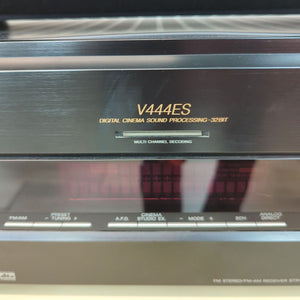 V444ES
DIGITAL CINEMA SOUND PROCESSING-32BIT
MULTI CHANNEL DECODING
FM/AM
PRESET
- TUNING +
A.F.D.
CINEMA
STUDIO EX.
- MODE +
2CH
ANALOG
DIRECT
FM STEREO/FM-AM RECEIVER